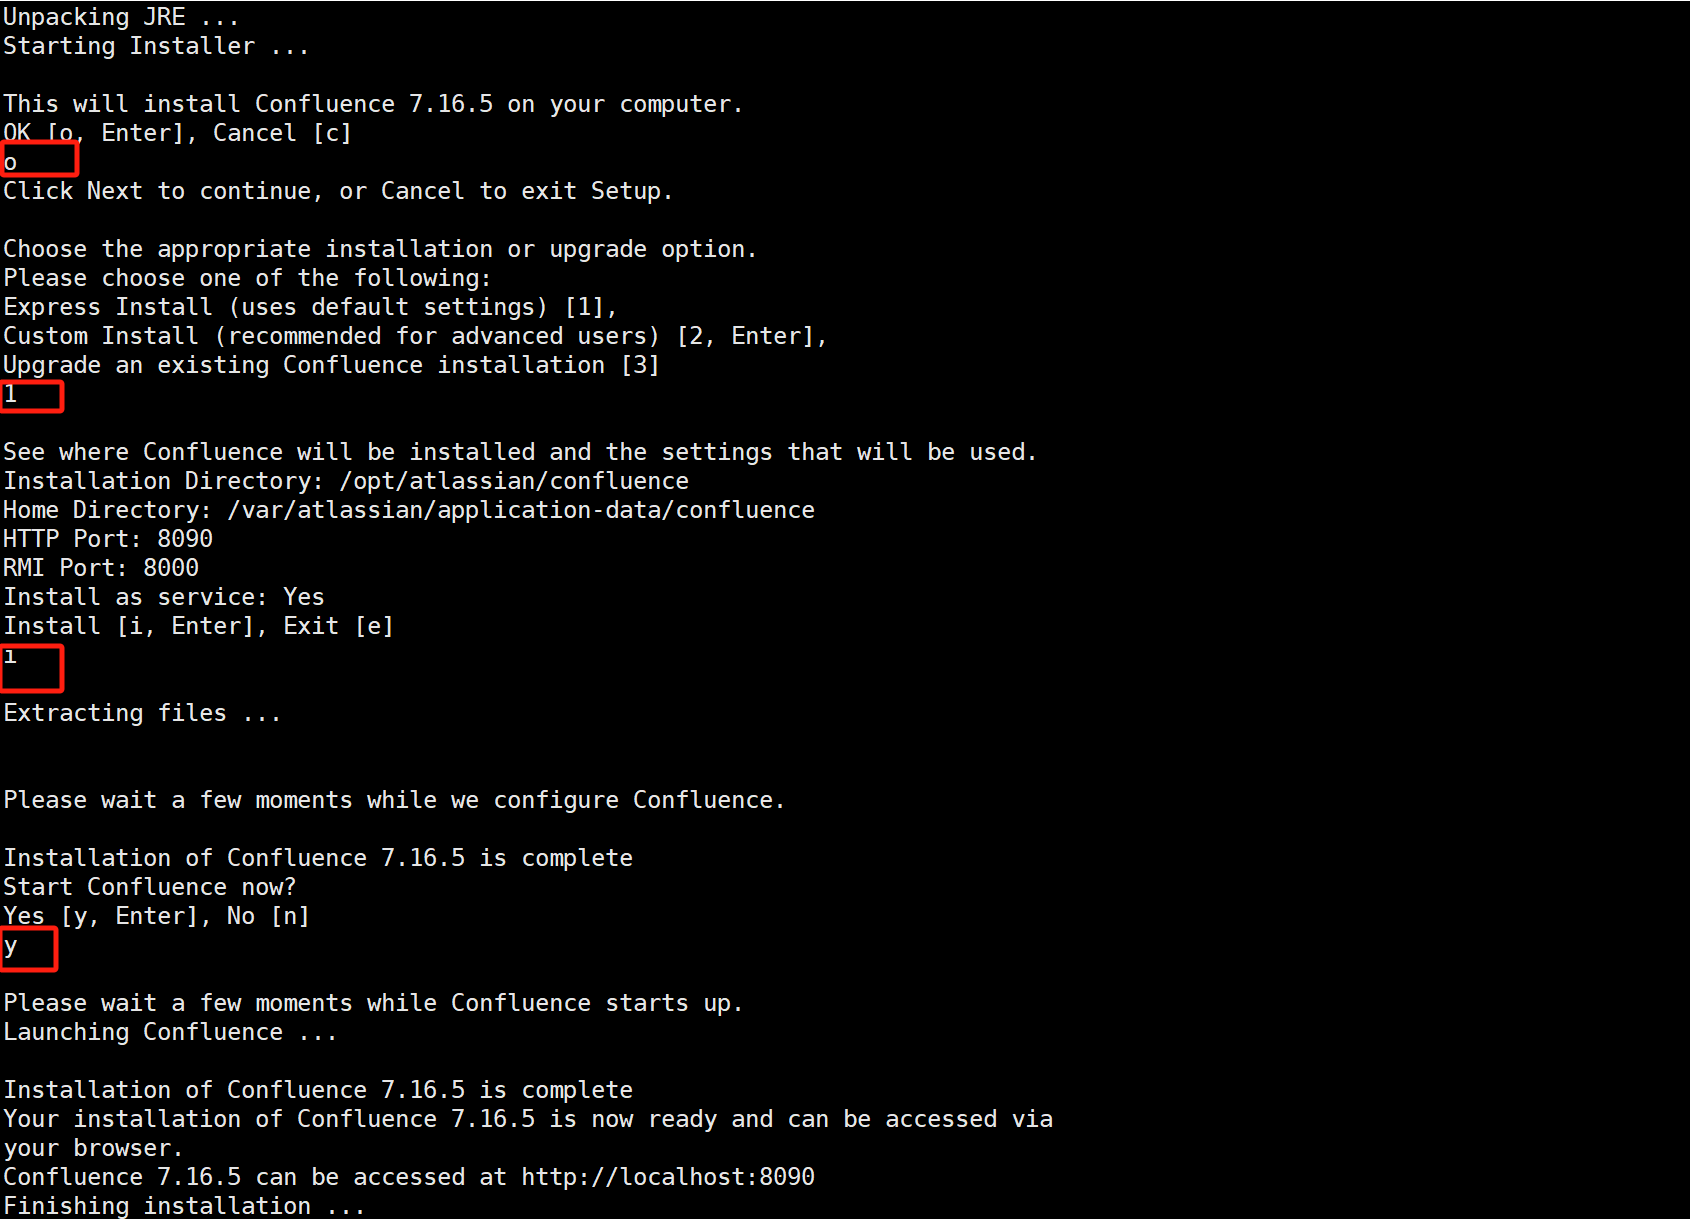 Unpacking JRE ...
Starting Installer ...
This will install Confluence 7.16.5 on your computer.
OK [o, Enter], Cancel [c]
o
Click Next to continue, or Cancel to exit Setup.
Choose the appropriate installation or upgrade option.
Please choose one of the following:
Express Install (uses default settings) [1],
Custom Install (recommended for advanced users) [2, Enter],
Upgrade an existing Confluence installation [3]
1
See where Confluence will be installed and the settings that will be used.
Installation Directory: /opt/atlassian/confluence
Home Directory: /var/atlassian/application-data/confluence
HTTP Port: 8090
RMI Port: 8000
Install as service: Yes
Install [i, Enter], Exit [e]
i
Extracting files ...
Please wait a few moments while we configure Confluence.
Installation of Confluence 7.16.5 is complete
Start Confluence now?
Yes [y, Enter], No [n]
y
Please wait a few moments while Confluence starts up.
Launching Confluence ...
Installation of Confluence 7.16.5 is complete
Your installation of Confluence 7.16.5 is now ready and can be accessed via
your browser.
Confluence 7.16.5 can be accessed at http://localhost:8090
Finishing installation ...